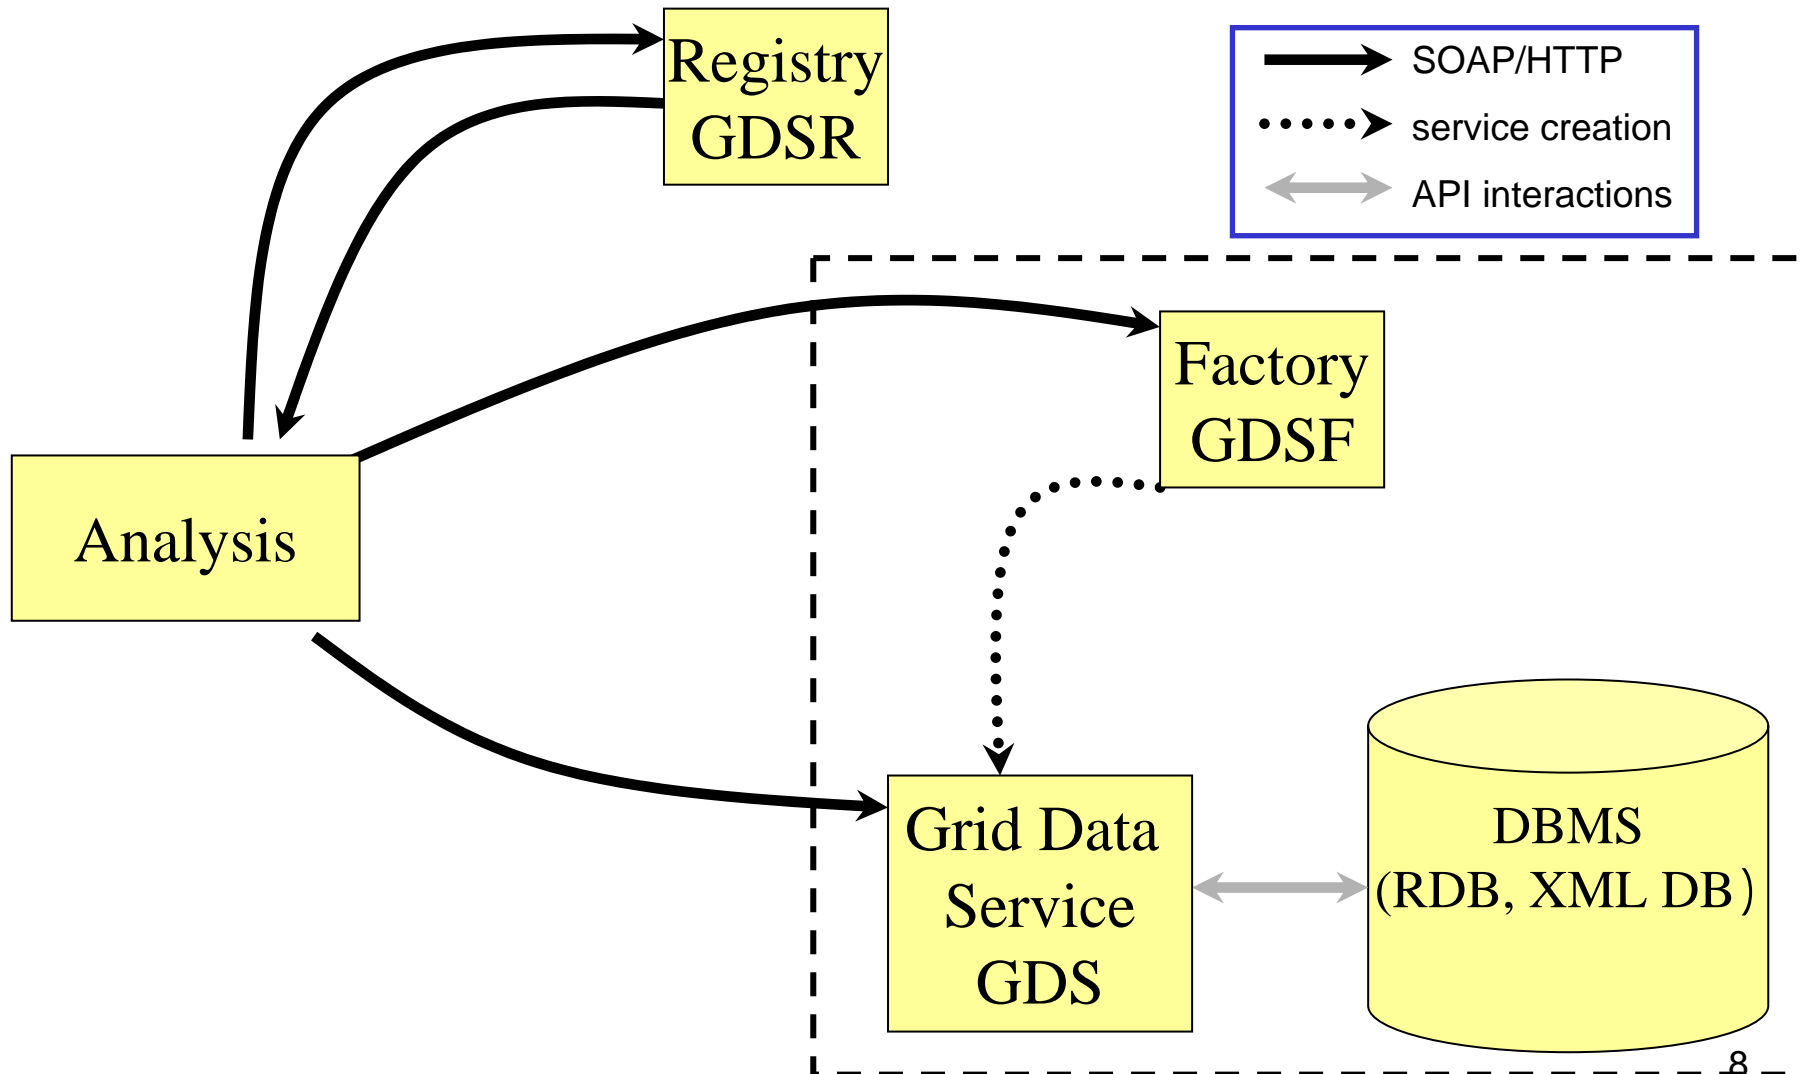 Registry
GDSR
SOAP/HTTP
service creation
API interactions
Factory
GDSF
Analysis
Grid Data
Service
GDS
DBMS
(RDB, XML DB)
8